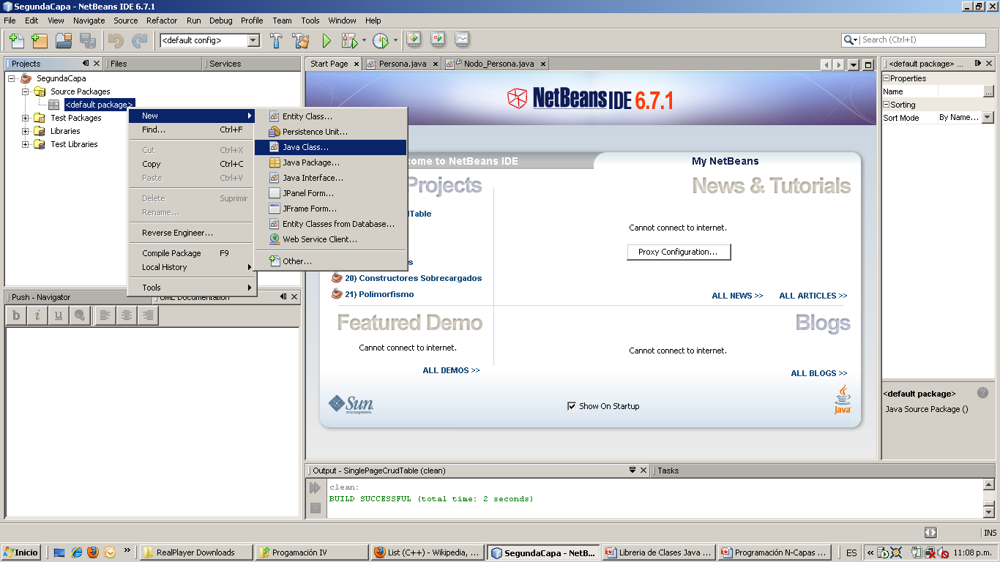 SegundaCapa - NetBeans IDE 6.7.1
File Edit View Navigate Source Refactor Run Debug Profile Team Tools Window Help
<default config>
Search (Ctrl+I)
Projects
Files
Services
SegundaCapa
Source Packages
<default package>
Test Packages
Libraries
Test Libraries
New
Find... Ctrl+F
Cut Ctrl+X
Copy Ctrl+C
Paste Ctrl+V
Delete Suprimir
Rename...
Reverse Engineer...
Compile Package F9
Local History
Tools
Entity Class...
Persistence Unit...
Java Class...
Java Package...
Java Interface...
JPanel Form...
JFrame Form...
Entity Classes from Database...
Web Service Client...
Other...
Push - Navigator
UML Documentation
b i u
Start Page
Persona.java
Nodo_Persona.java
NetBeans IDE 6.7.1
ome to NetBeans IDE
My NetBeans
Projects
dTable
s
20) Constructores Sobrecargados
21) Polimorfismo
News & Tutorials
Cannot connect to internet.
Proxy Configuration...
ALL NEWS >> ALL ARTICLES >>
Featured Demo
Cannot connect to internet.
ALL DEMOS >>
Blogs
Cannot connect to internet.
ALL BLOGS >>
Sun
microsystems
Show On Startup
Java
<default package> ...
Properties
Name ...
Sorting
Sort Mode By Name...
<default package>
?
Java Source Package ()
Output - SinglePageCrudTable (clean)
Tasks
clean:
BUILD SUCCESSFUL (total time: 2 seconds)
INS
Inicio
»
RealPlayer Downloads
Progamación IV
List (C++) - Wikipedia, ...
SegundaCapa - NetB...
Libreria de Clases Java ...
Programación N-Capas ...
ES
«
11:08 p.m.